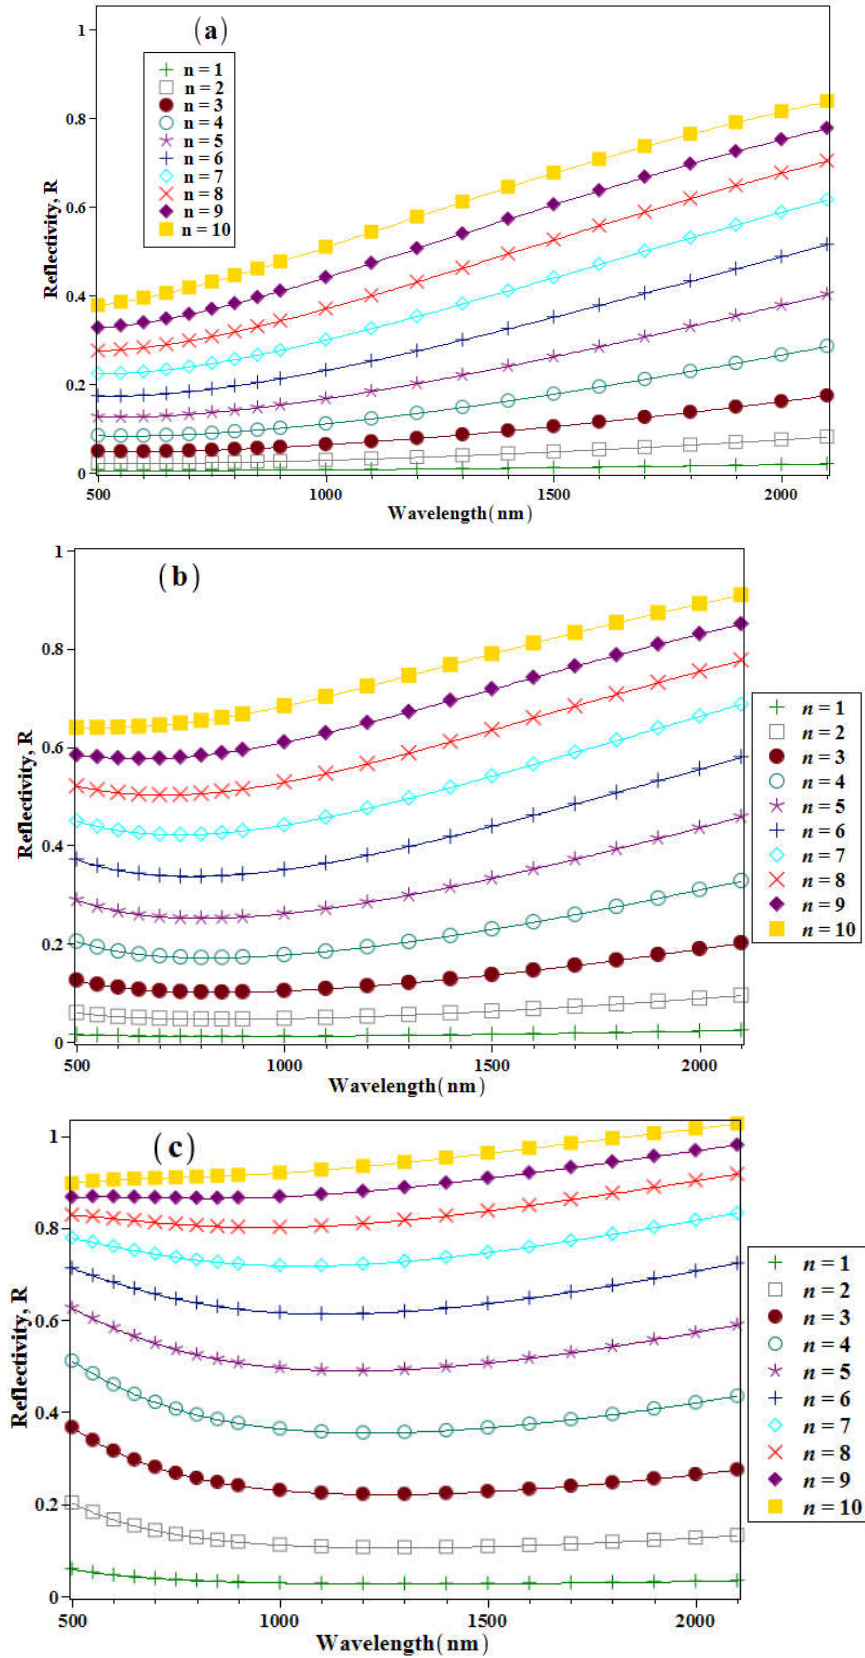 (a)
n = 1
n = 2
n = 3
n = 4
n = 5
n = 6
n = 7
n = 8
n = 9
n = 10
Reflectivity, R
1
0.8
0.6
0.4
0.2
0
500 1000 1500 2000
Wavelength(nm)
(b)
Reflectivity, R
1
0.8
0.6
0.4
0.2
0
500 1000 1500 2000
Wavelength(nm)
n = 1
n = 2
n = 3
n = 4
n = 5
n = 6
n = 7
n = 8
n = 9
n = 10
(c)
Reflectivity, R
1
0.8
0.6
0.4
0.2
0
500 1000 1500 2000
Wavelength(nm)
n = 1
n = 2
n = 3
n = 4
n = 5
n = 6
n = 7
n = 8
n = 9
n = 10